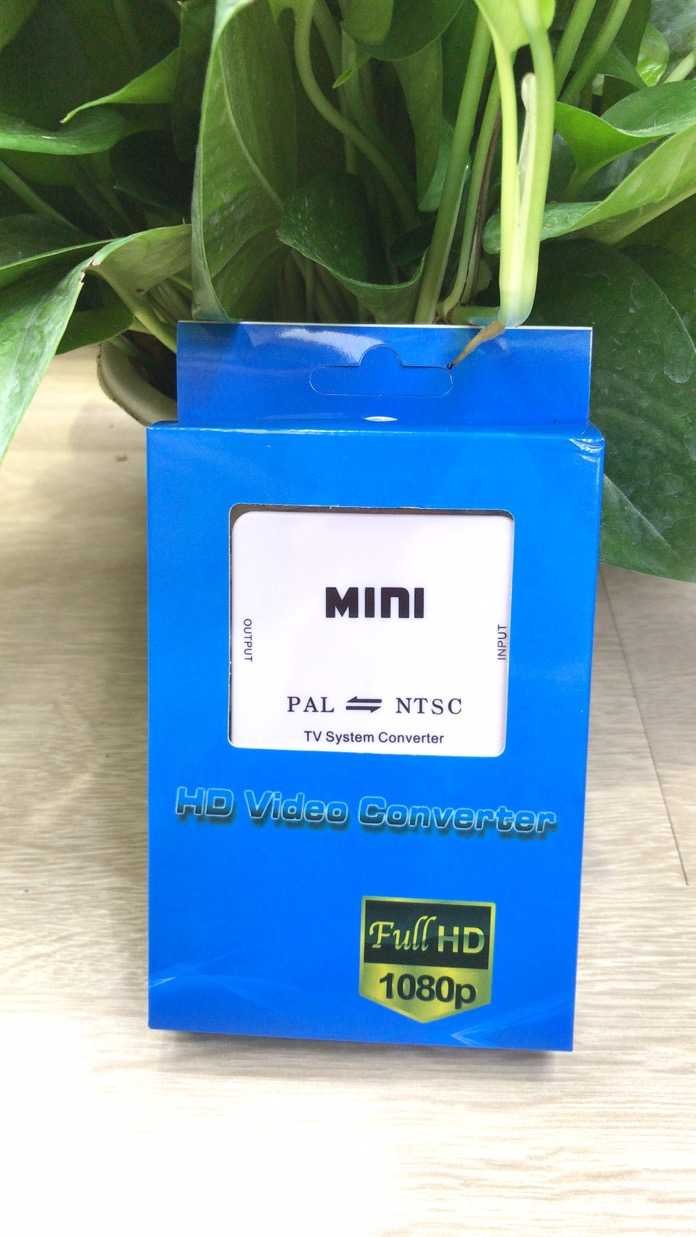 MINI
OUTPUT
INPUT
PAL ⇋ NTSC
TV System Converter
HD Video Converter
Full HD
1080p